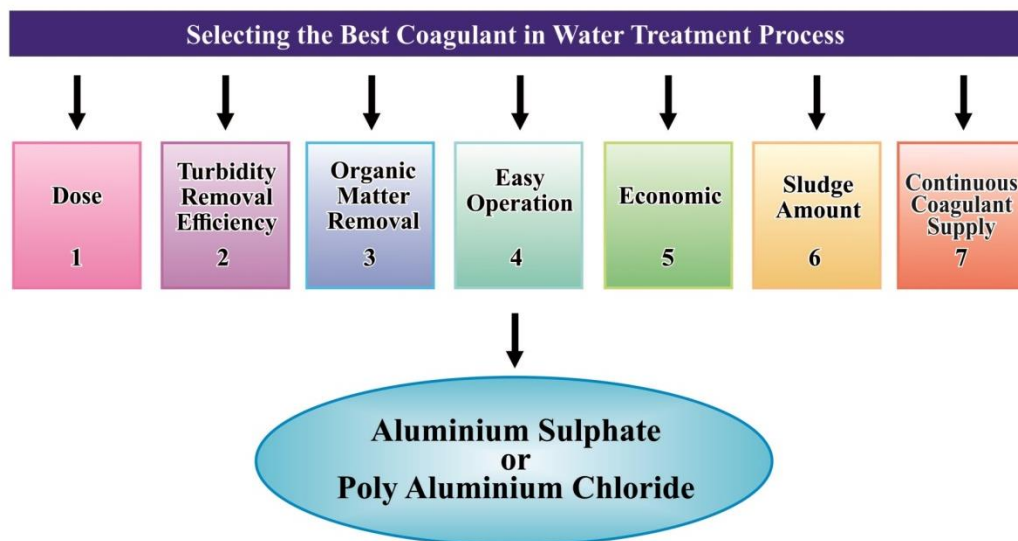 Selecting the Best Coagulant in Water Treatment Process
Dose
1
Turbidity
Removal
Efficiency
2
Organic
Matter
Removal
3
Easy
Operation
4
Economic
5
Sludge
Amount
6
Continuous
Coagulant
Supply
7
Aluminium Sulphate
or
Poly Aluminium Chloride